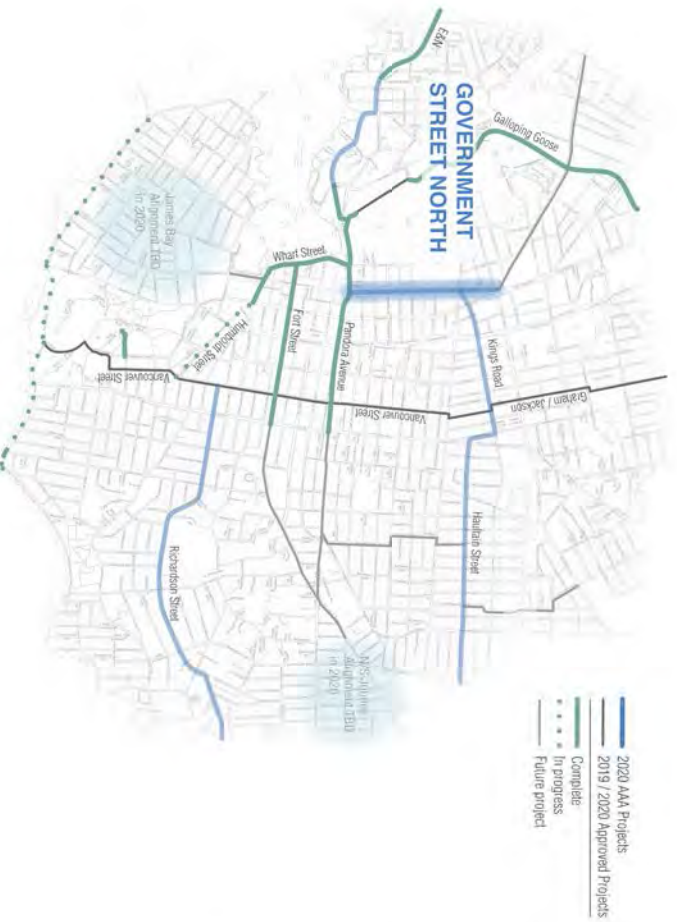 GOVERNMENT
STREET NORTH
E&N
Galloping Goose
Wharf Street
Humboldt Street
Fort Street
Pandora Avenue
Kings Road
Graham / Jackson
Vancouver Street
Vancouver Street
Haultain Street
Richardson Street
James Bay
Alignment TBD
in 2020
Alignment TBD
in 2020
2020 AAA Projects
2019 / 2020 Approved Projects
Complete
In progress
Future project